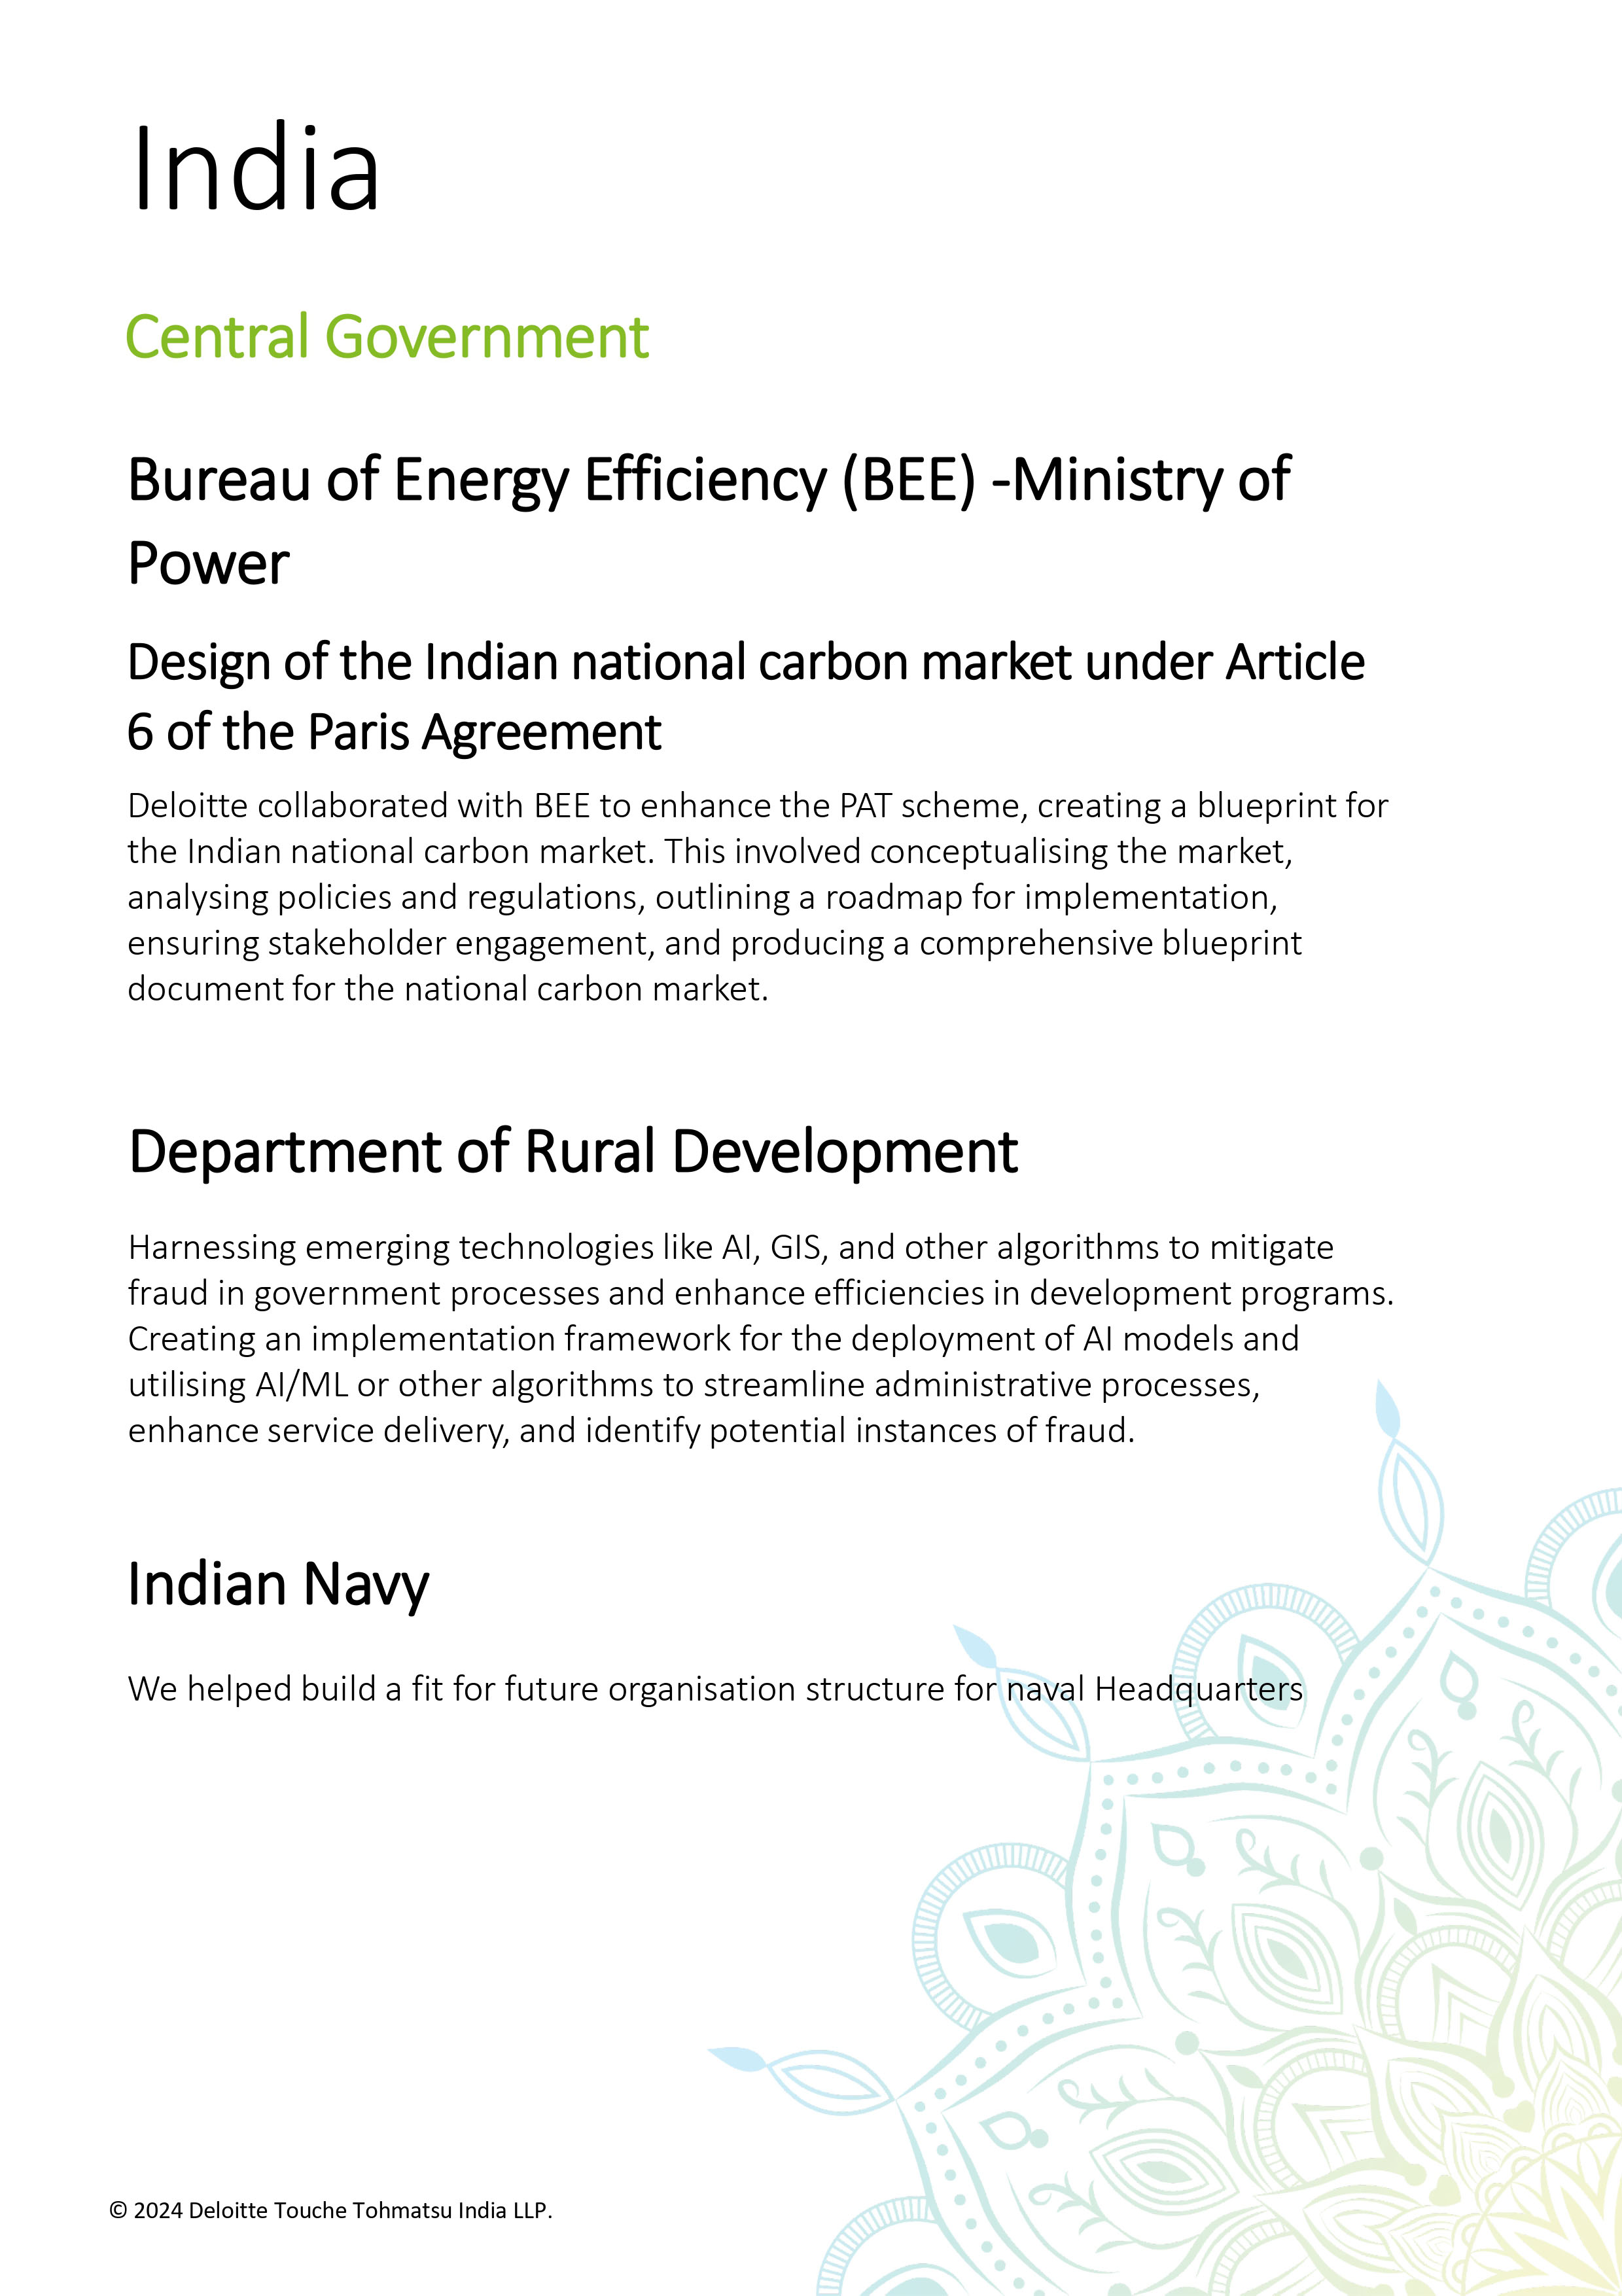 India
Central Government
Bureau of Energy Efficiency (BEE) -Ministry of
Power
Design of the Indian national carbon market under Article
6 of the Paris Agreement
Deloitte collaborated with BEE to enhance the PAT scheme, creating a blueprint for
the Indian national carbon market. This involved conceptualising the market,
analysing policies and regulations, outlining a roadmap for implementation,
ensuring stakeholder engagement, and producing a comprehensive blueprint
document for the national carbon market.
Department of Rural Development
Harnessing emerging technologies like AI, GIS, and other algorithms to mitigate
fraud in government processes and enhance efficiencies in development programs.
Creating an implementation framework for the deployment of AI models and
utilising AI/ML or other algorithms to streamline administrative processes,
enhance service delivery, and identify potential instances of fraud.
Indian Navy
We helped build a fit for future organisation structure for naval Headquarters
© 2024 Deloitte Touche Tohmatsu India LLP.